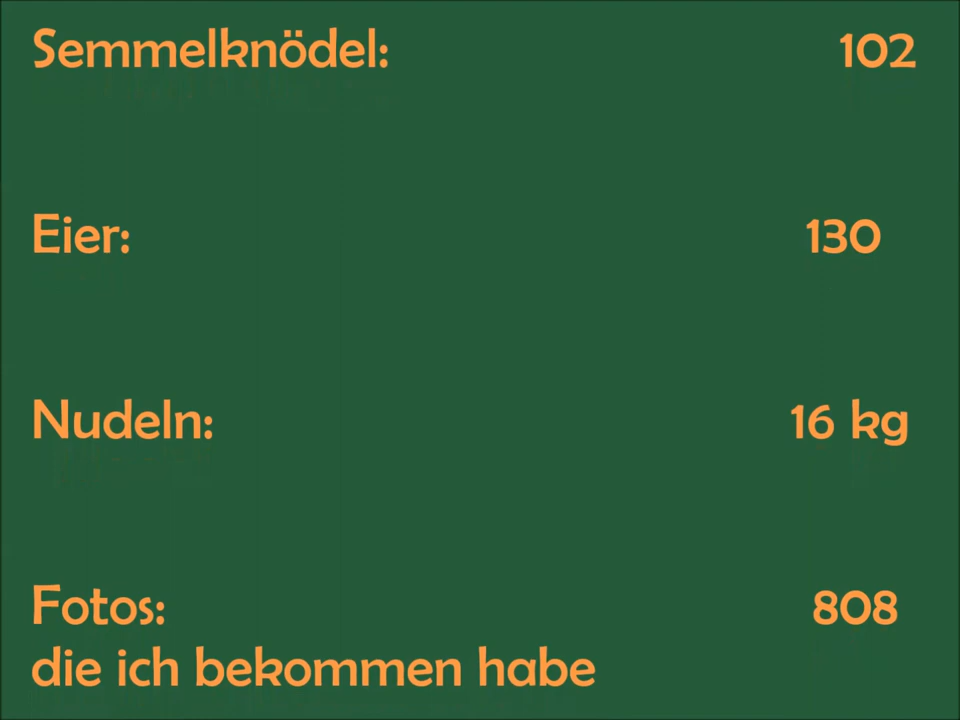 Semmelknödel: 102
Eier: 130
Nudeln: 16 kg
Fotos: 808
die ich bekommen habe